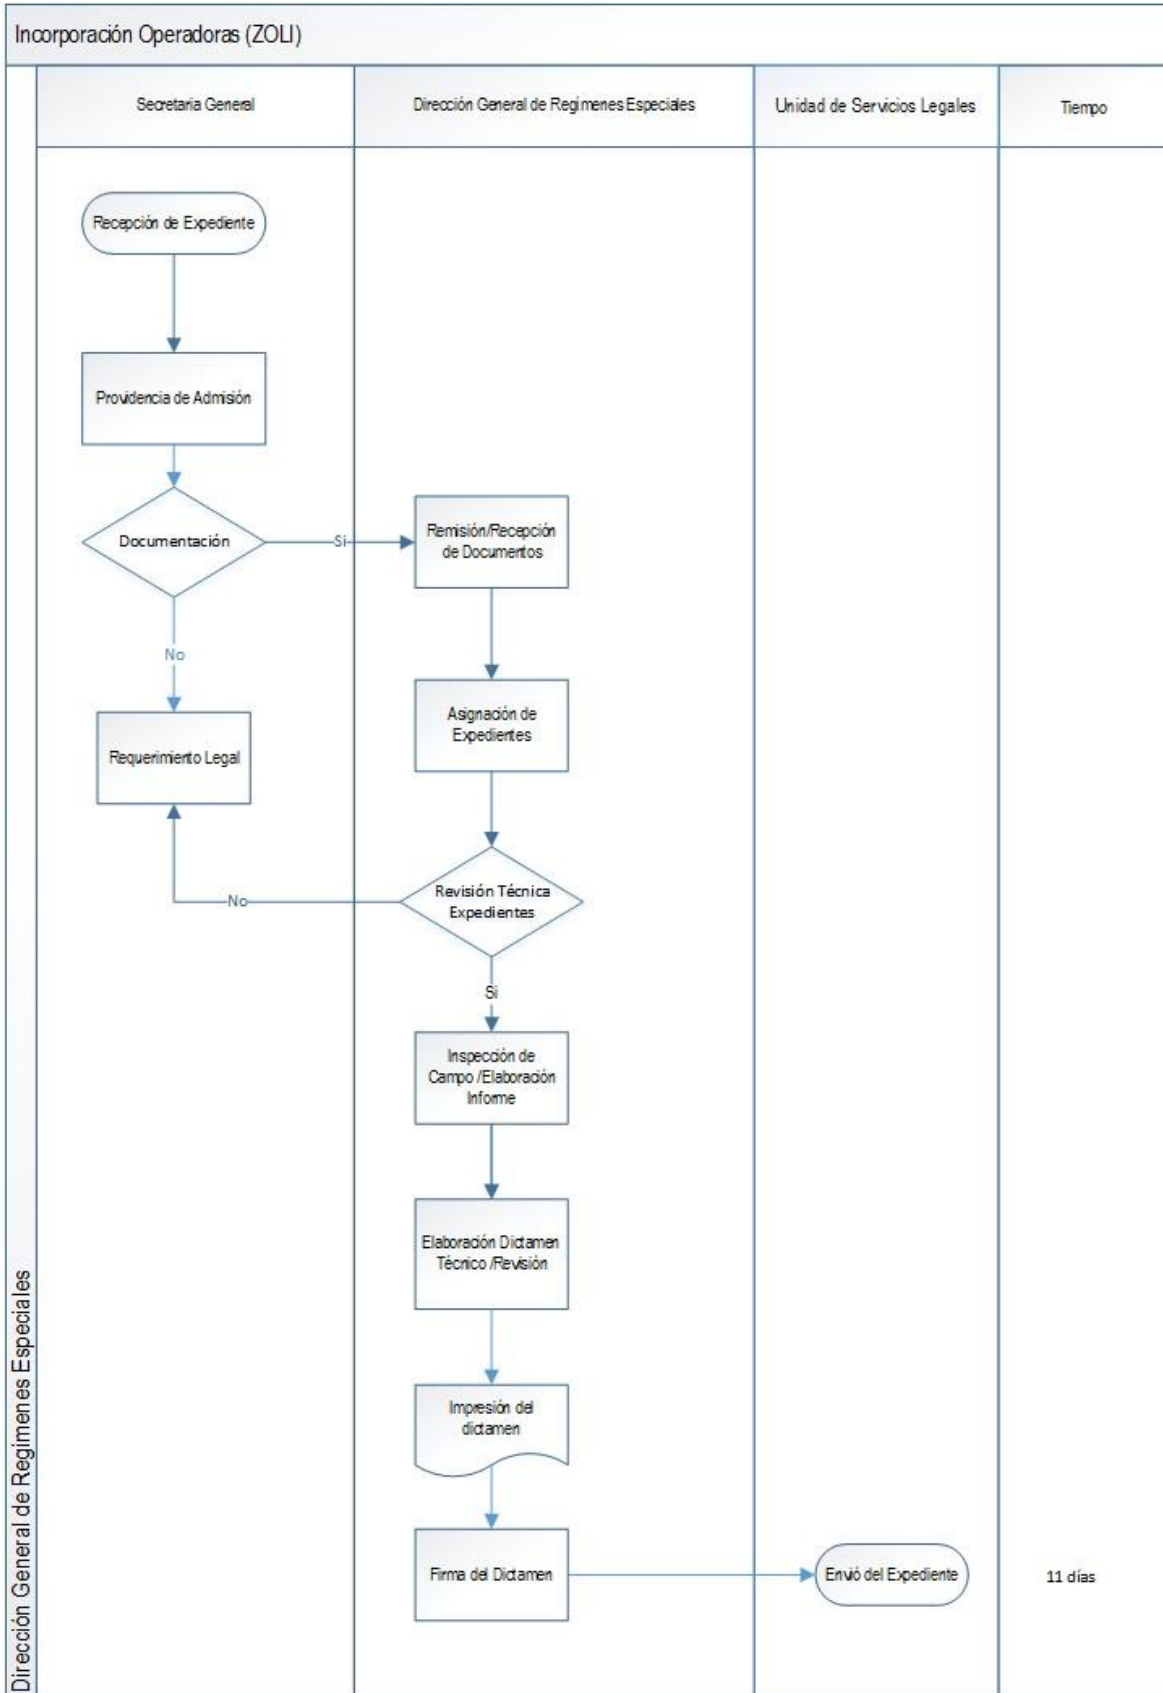 Incorporación Operadoras (ZOLI)
Secretaria General
Dirección General de Regímenes Especiales
Unidad de Servicios Legales
Tiempo
Recepción de Expediente
Providencia de Admisión
Documentación
Si
Remisión/Recepción
de Documentos
No
Asignación de
Expedientes
Requerimiento Legal
Revisión Técnica
Expedientes
No
Si
Inspección de
Campo /Elaboración
Informe
Elaboración Dictamen
Técnico /Revisión
Impresión del
dictamen
Firma del Dictamen
Envió del Expediente
11 días
Dirección General de Regimenes Especiales